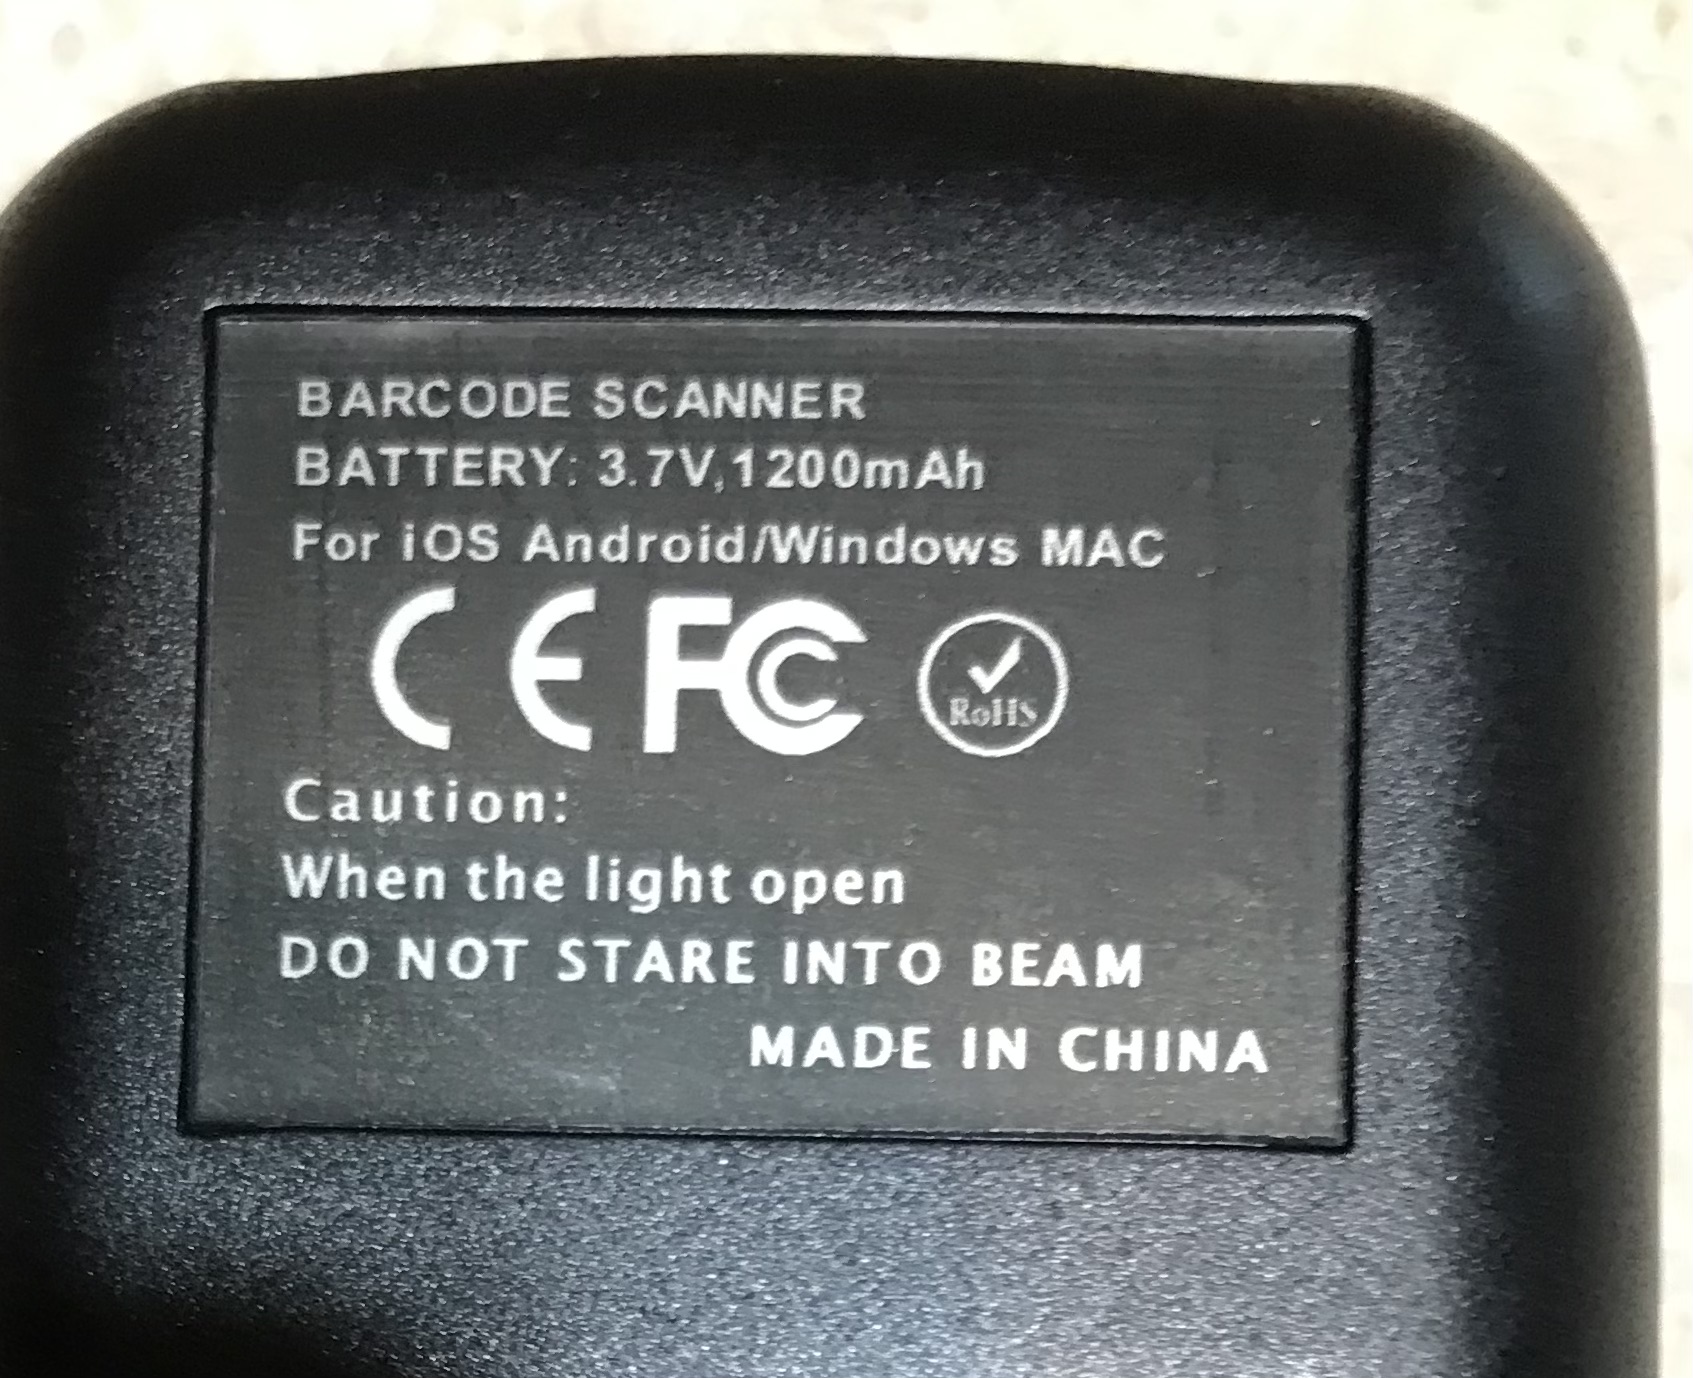 BARCODE SCANNER
BATTERY: 3.7V,1200mAh
For iOS Android/Windows MAC
CE FC RoHS
Caution:
When the light open
DO NOT STARE INTO BEAM
MADE IN CHINA